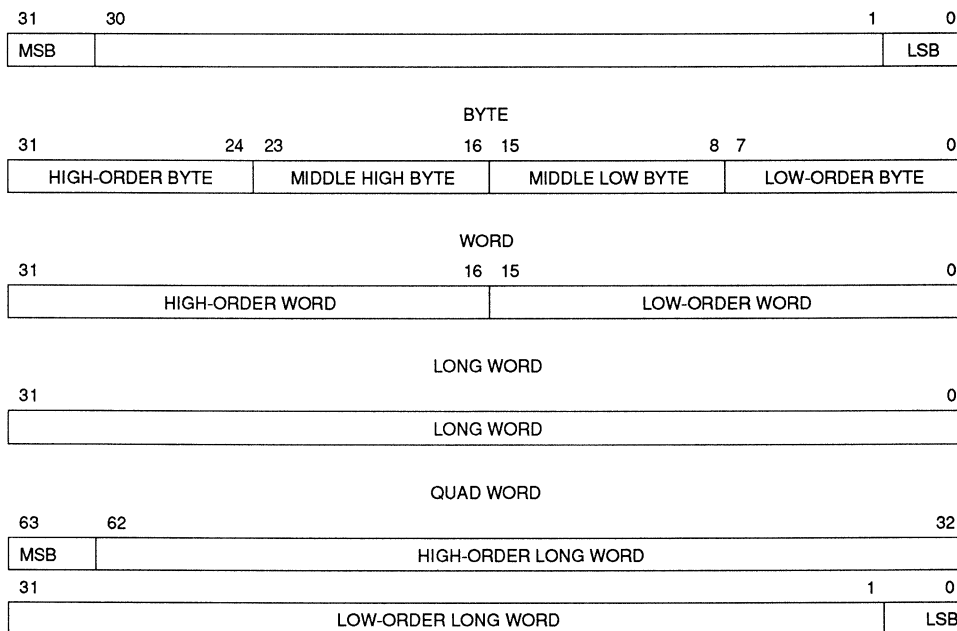 31 30 1 0
MSB LSB
BYTE
31 24 23 16 15 8 7 0
HIGH-ORDER BYTE MIDDLE HIGH BYTE MIDDLE LOW BYTE LOW-ORDER BYTE
WORD
31 16 15 0
HIGH-ORDER WORD LOW-ORDER WORD
LONG WORD
31 0
LONG WORD
QUAD WORD
63 62 32
MSB HIGH-ORDER LONG WORD
31 1 0
LOW-ORDER LONG WORD LSB